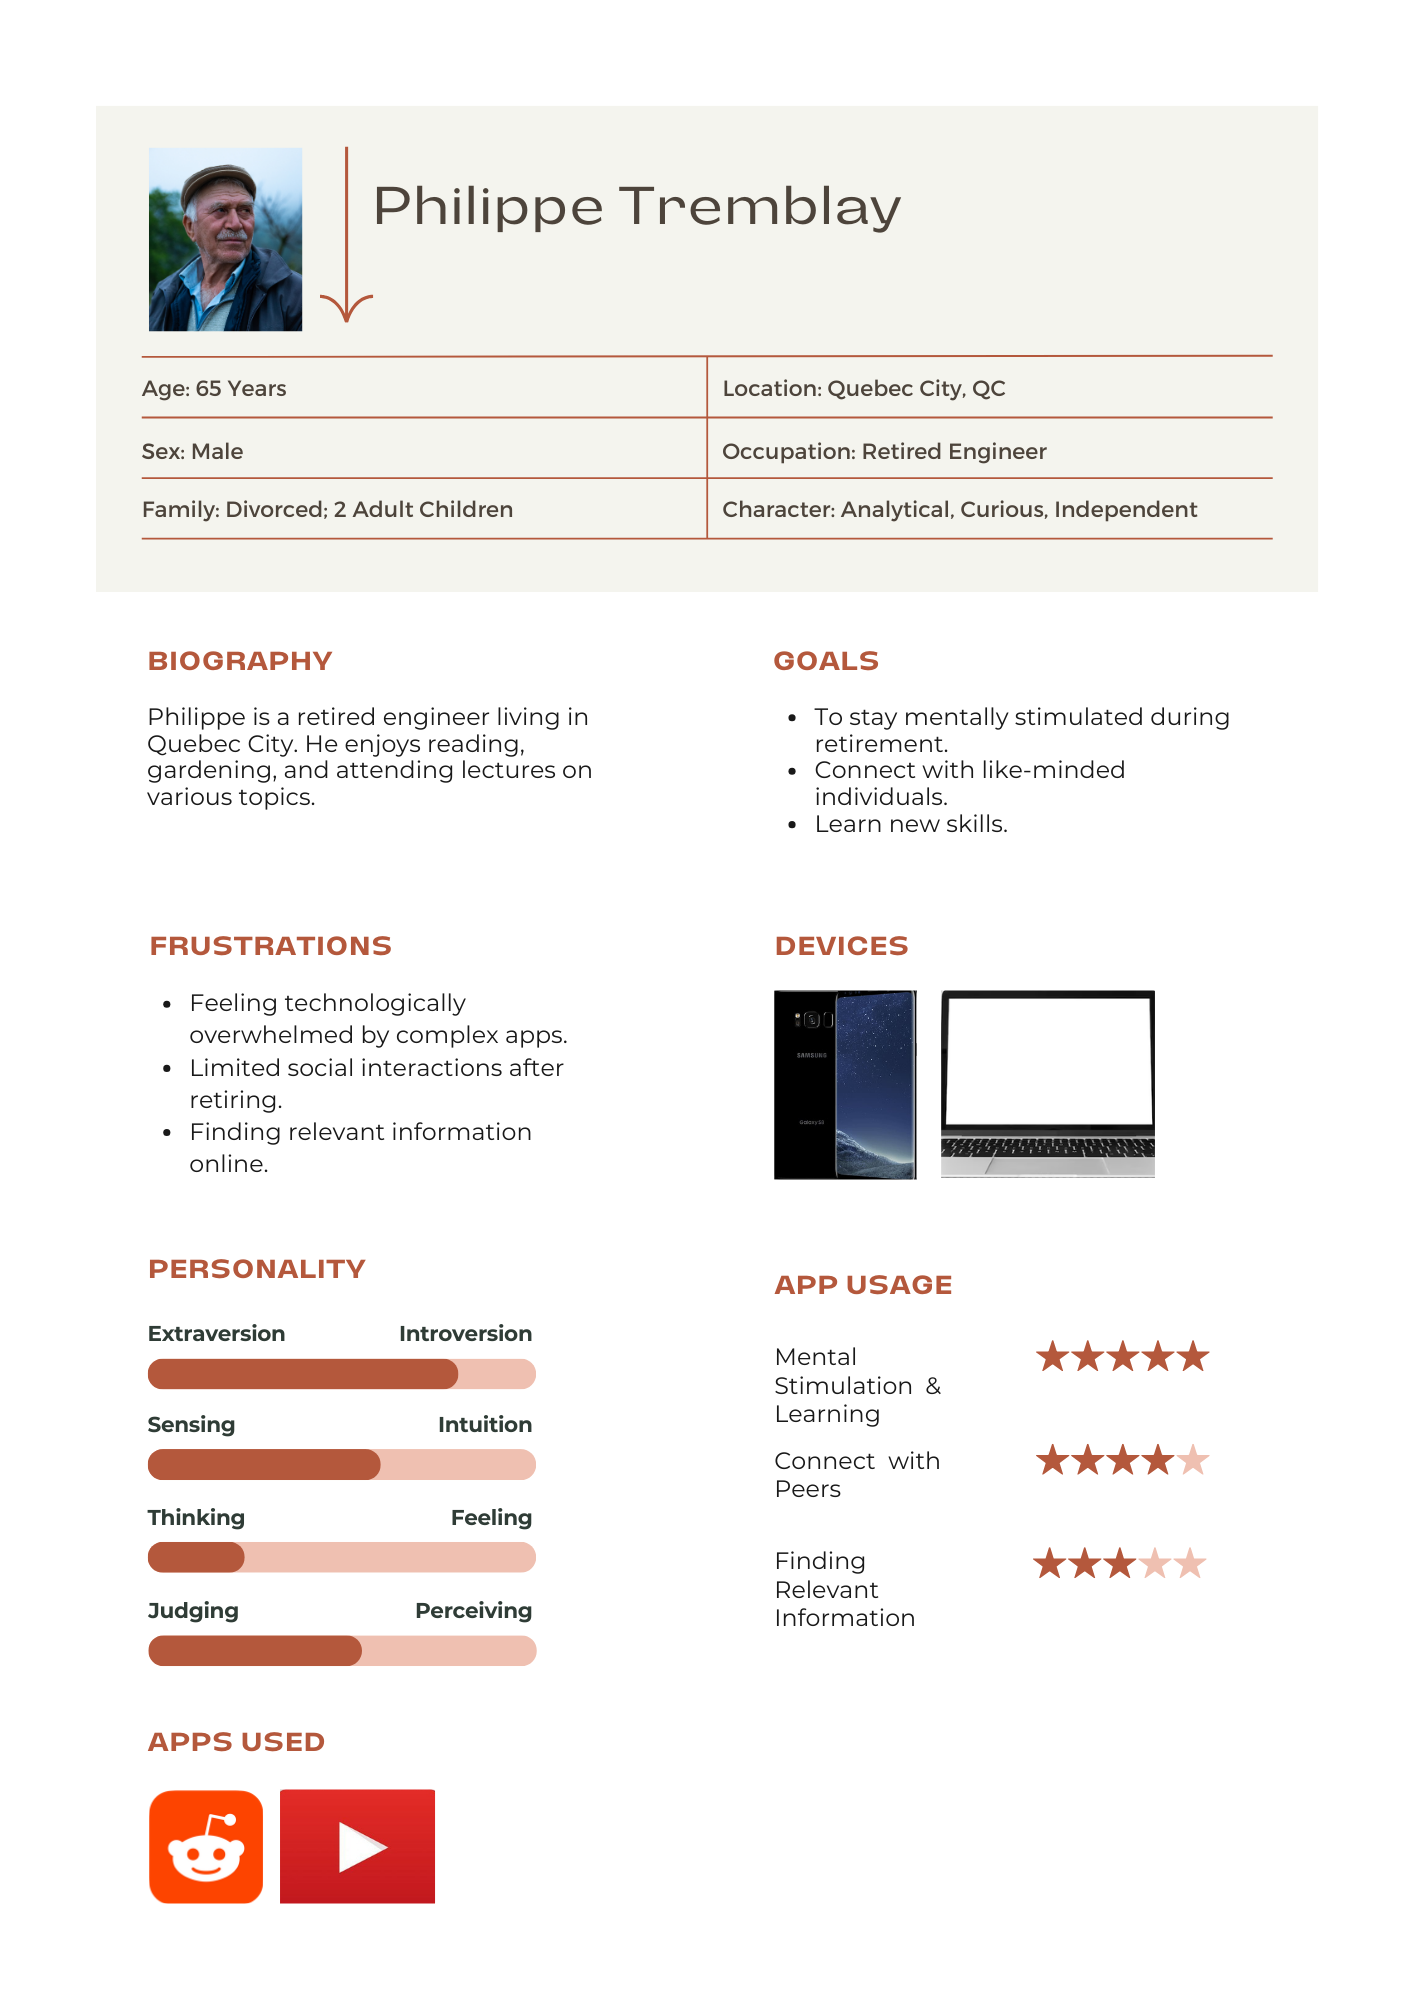 Philippe Tremblay
Age: 65 Years
Location: Quebec City, QC
Sex: Male
Occupation: Retired Engineer
Family: Divorced; 2 Adult Children
Character: Analytical, Curious, Independent
BIOGRAPHY
Philippe is a retired engineer living in
Quebec City. He enjoys reading,
gardening, and attending lectures on
various topics.
GOALS
• To stay mentally stimulated during
retirement.
• Connect with like-minded
individuals.
• Learn new skills.
FRUSTRATIONS
• Feeling technologically
overwhelmed by complex apps.
• Limited social interactions after
retiring.
• Finding relevant information
online.
DEVICES
SAMSUNG
Galaxy S8
PERSONALITY
Extraversion Introversion
Sensing Intuition
Thinking Feeling
Judging Perceiving
APP USAGE
Mental
Stimulation &
Learning
Connect with
Peers
Finding
Relevant
Information
APPS USED